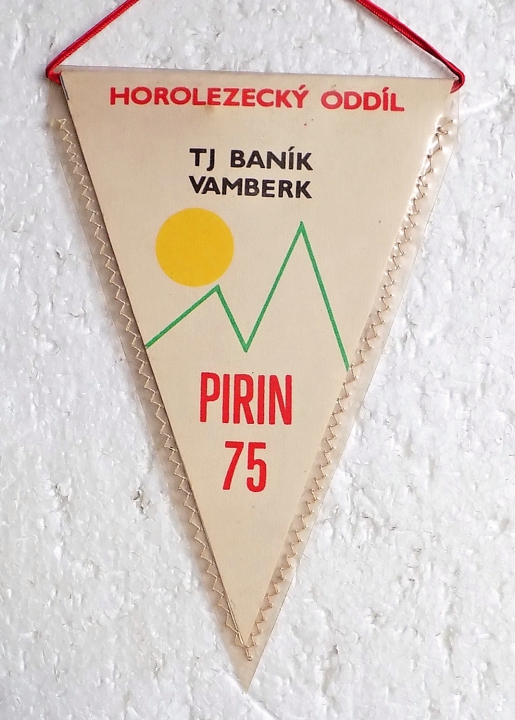 HOROLEZECKÝ ODDÍL
TJ BANÍK
VAMBERK
PIRIN
75